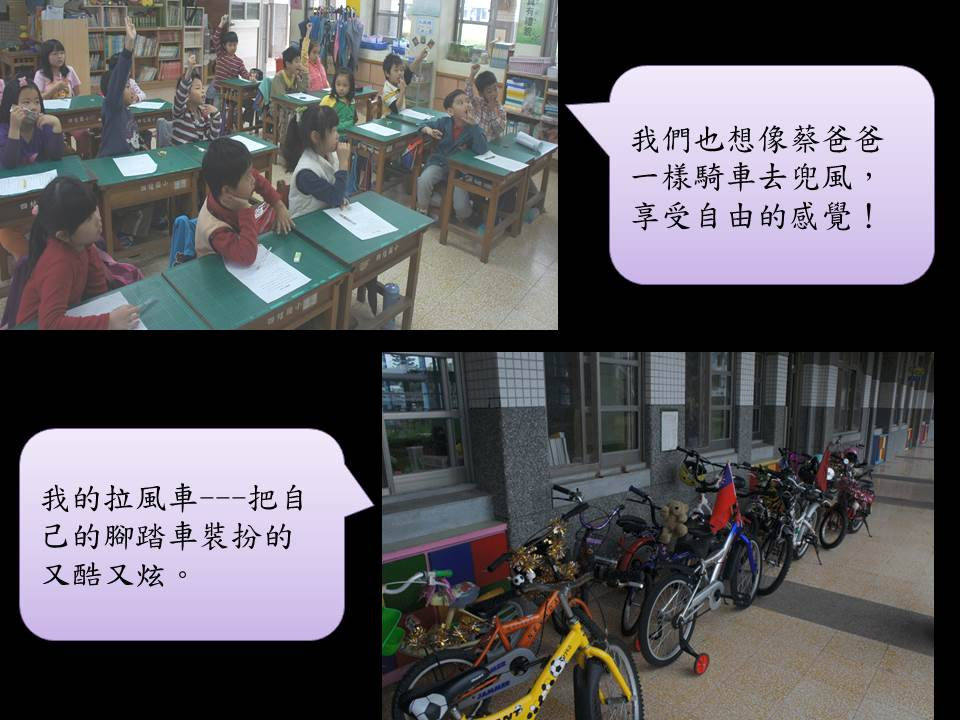 我們也想像蔡爸爸
一樣騎車去兜風，
享受自由的感覺！
我的拉風車---把自
己的腳踏車裝扮的
又酷又炫。
JAMMER